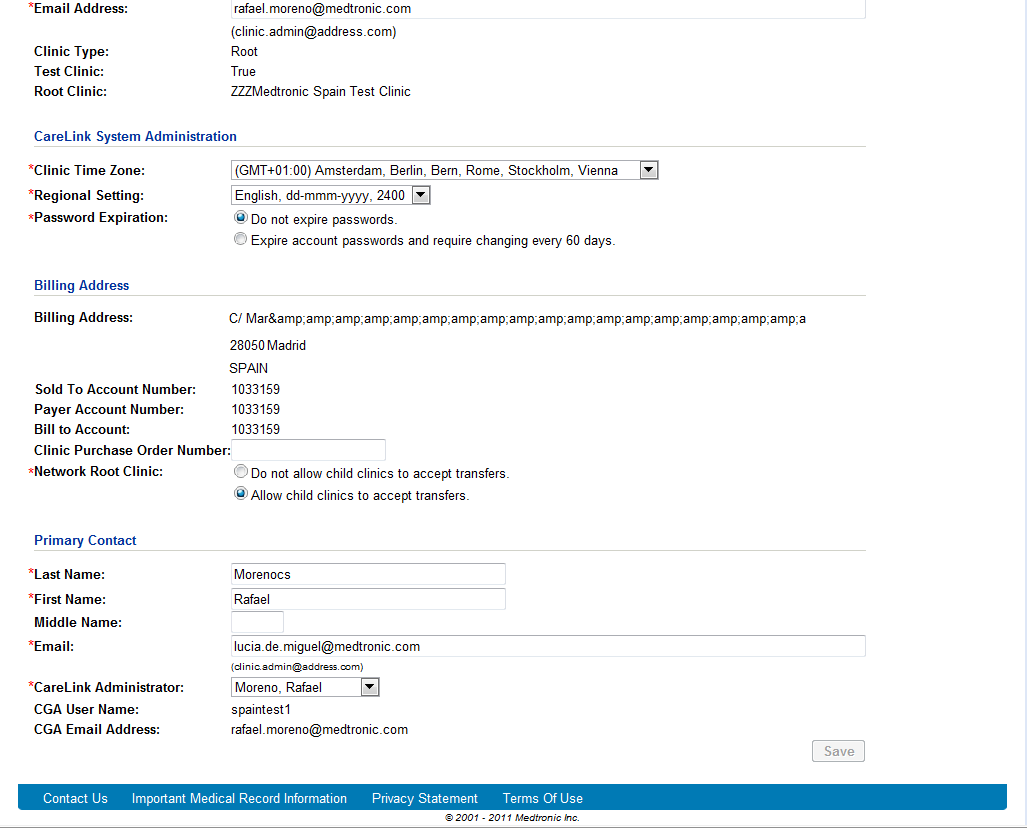 *Email Address: rafael.moreno@medtronic.com
(clinic.admin@address.com)
Clinic Type: Root
Test Clinic: True
Root Clinic: ZZZMedtronic Spain Test Clinic
CareLink System Administration
*Clinic Time Zone: (GMT+01:00) Amsterdam, Berlin, Bern, Rome, Stockholm, Vienna
*Regional Setting: English, dd-mmm-yyyy, 2400
*Password Expiration: Do not expire passwords.
Expire account passwords and require changing every 60 days.
Billing Address
Billing Address: C/ Mar&amp;amp;amp;amp;amp;amp;amp;amp;amp;amp;amp;amp;amp;amp;amp;amp;amp;amp;a
28050 Madrid
SPAIN
Sold To Account Number: 1033159
Payer Account Number: 1033159
Bill to Account: 1033159
Clinic Purchase Order Number:
*Network Root Clinic: Do not allow child clinics to accept transfers.
Allow child clinics to accept transfers.
Primary Contact
*Last Name: Morenocs
*First Name: Rafael
Middle Name:
*Email: lucia.de.miguel@medtronic.com
(clinic.admin@address.com)
*CareLink Administrator: Moreno, Rafael
CGA User Name: spaintest1
CGA Email Address: rafael.moreno@medtronic.com
Save
Contact Us Important Medical Record Information Privacy Statement Terms Of Use
© 2001 - 2011 Medtronic Inc.